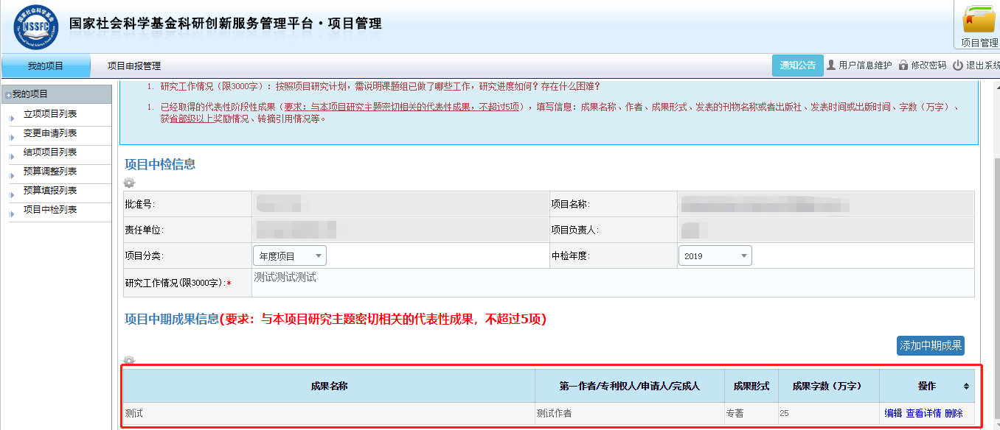 国家社会科学基金科研创新服务管理平台·项目管理
NSSFC
项目管理
我的项目
项目申报管理
通知公告
用户信息维护
修改密码
退出系统
我的项目
立项项目列表
变更申请列表
结项项目列表
预算调整列表
预算填报列表
项目中检列表
1. 研究工作情况（限3000字）：按照项目研究计划，需说明课题组已做了哪些工作，研究进度如何？存在什么困难？
1. 已经取得的代表性阶段性成果（要求：与本项目研究主题密切相关的代表性成果，不超过5项），填写信息：成果名称、作者、成果形式、发表的刊物名称或者出版社、发表时间或出版时间、字数（万字）、
获省部级以上奖励情况、转摘引用情况等。
项目中检信息
批准号:
项目名称:
责任单位:
项目负责人:
项目分类:
年度项目
中检年度:
2019
研究工作情况(限3000字):*
测试测试测试
项目中期成果信息(要求：与本项目研究主题密切相关的代表性成果，不超过5项)
添加中期成果
成果名称
第一作者/专利权人/申请人/完成人
成果形式
成果字数（万字）
操作
测试
测试作者
专著
25
编辑 查看详情 删除